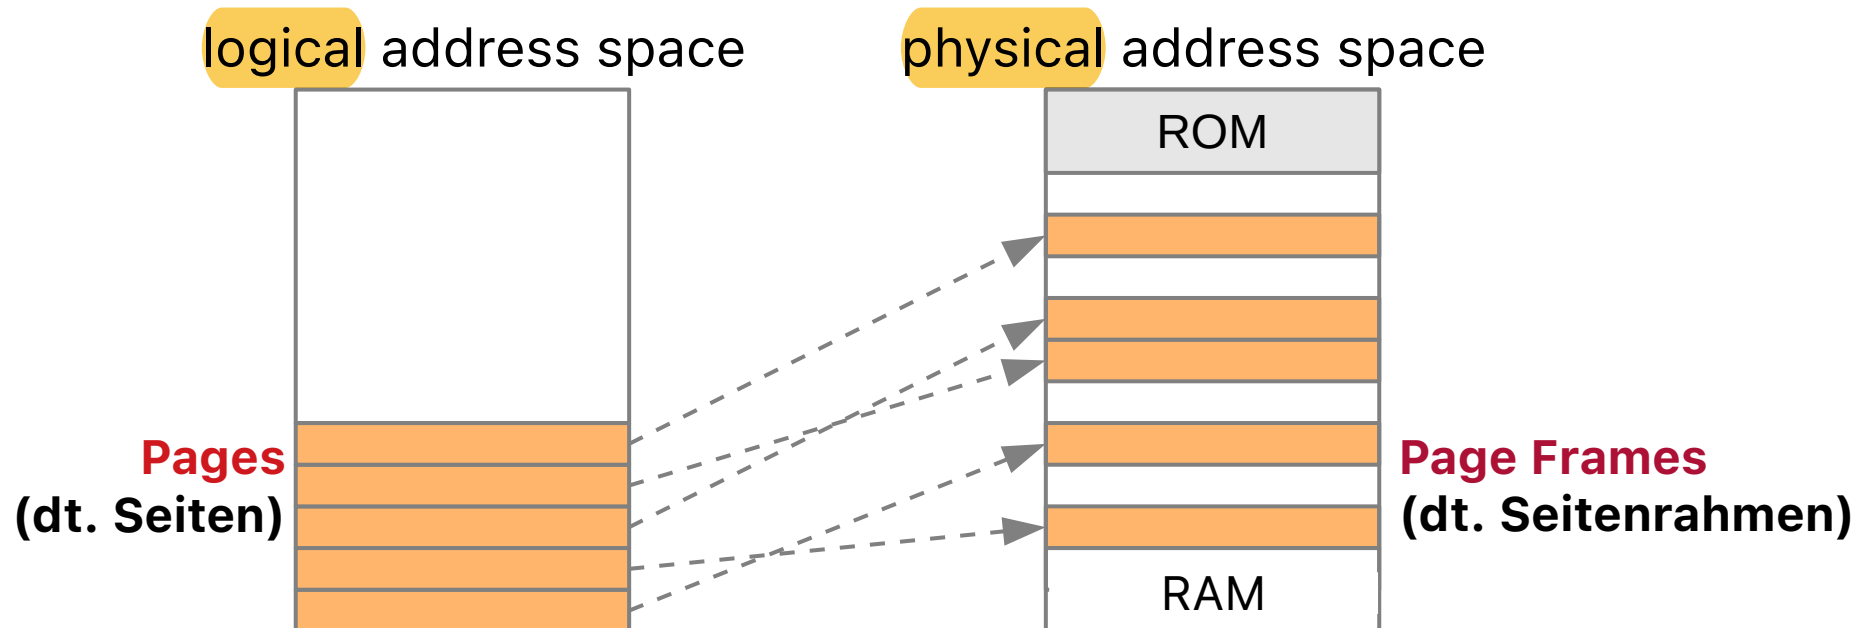 logical address space
physical address space
ROM
Pages
(dt. Seiten)
Page Frames
(dt. Seitenrahmen)
RAM